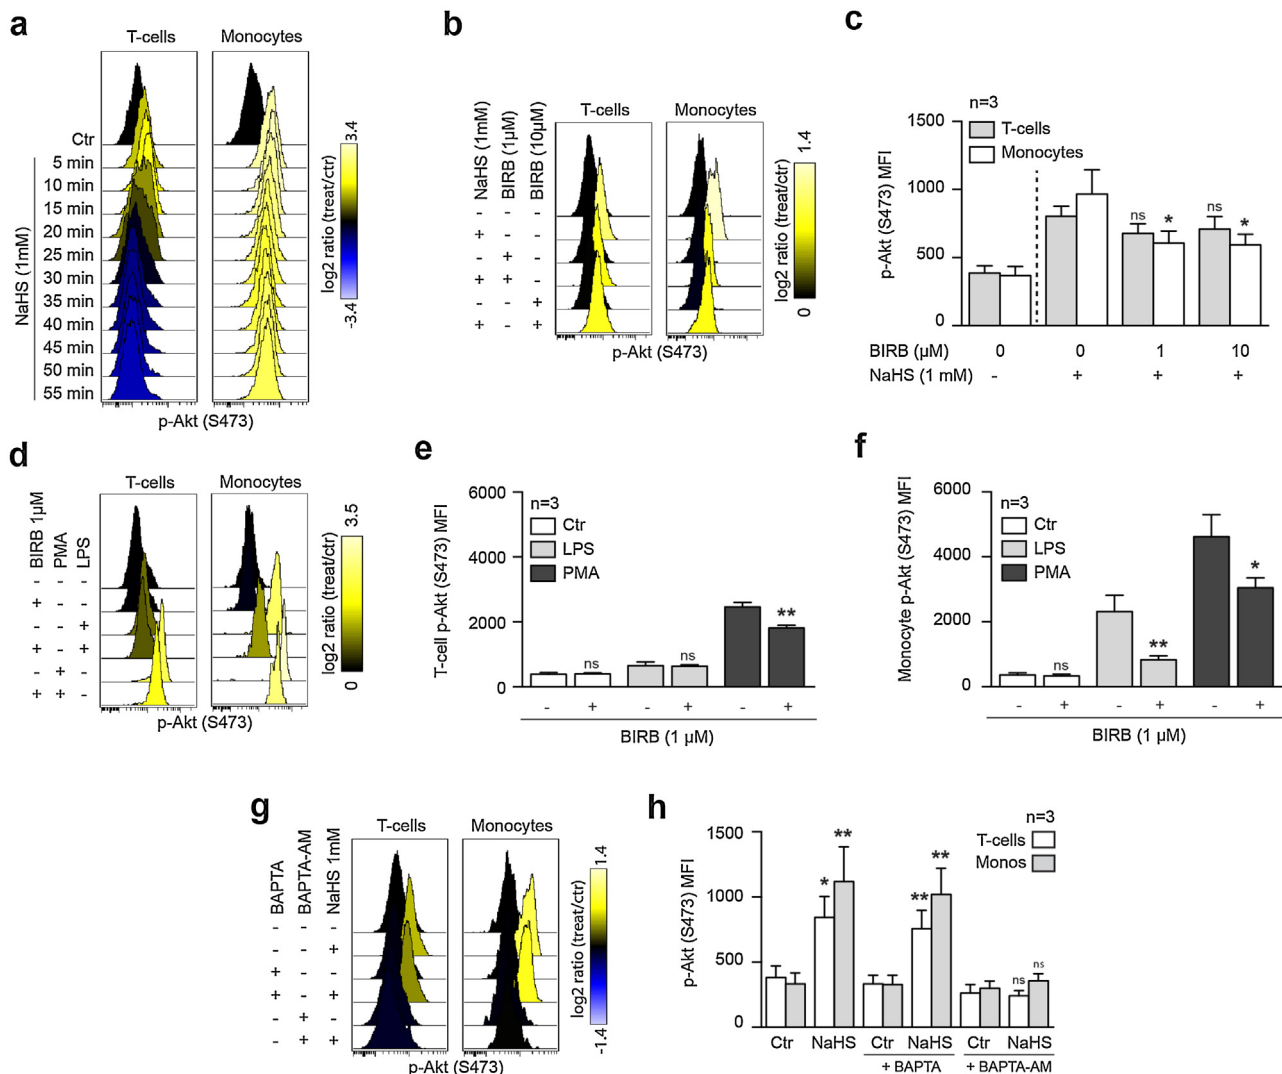 a
T-cells
Monocytes
Ctr
5 min
10 min
15 min
20 min
25 min
30 min
35 min
40 min
45 min
50 min
55 min
NaHS (1mM)
p-Akt (S473)
3.4
log2 ratio (treat/ctr)
-3.4
b
NaHS (1mM)
BIRB (1µM)
BIRB (10µM)
T-cells
Monocytes
- - -
+ - -
- + -
+ + -
- - +
+ - +
p-Akt (S473)
1.4
log2 ratio (treat/ctr)
0
c
n=3
T-cells
Monocytes
p-Akt (S473) MFI
1500
1000
500
0
ns
*
ns
*
BIRB (µM) 0 0 1 10
NaHS (1 mM) - + + +
d
BIRB 1µM
PMA
LPS
T-cells
Monocytes
- - -
+ - -
- - +
+ - +
- + -
+ + -
p-Akt (S473)
3.5
log2 ratio (treat/ctr)
0
e
n=3
Ctr
LPS
PMA
T-cell p-Akt (S473) MFI
6000
4000
2000
0
ns
ns
**
- + - + - +
BIRB (1 µM)
f
n=3
Ctr
LPS
PMA
Monocyte p-Akt (S473) MFI
6000
4000
2000
0
ns
**
*
- + - + - +
BIRB (1 µM)
g
BAPTA
BAPTA-AM
NaHS 1mM
T-cells
Monocytes
- - -
- - +
+ - -
+ - +
- + -
- + +
p-Akt (S473)
1.4
log2 ratio (treat/ctr)
-1.4
h
n=3
T-cells
Monos
p-Akt (S473) MFI
1500
1000
500
0
*
**
**
**
ns
ns
Ctr NaHS Ctr NaHS Ctr NaHS
+ BAPTA + BAPTA-AM